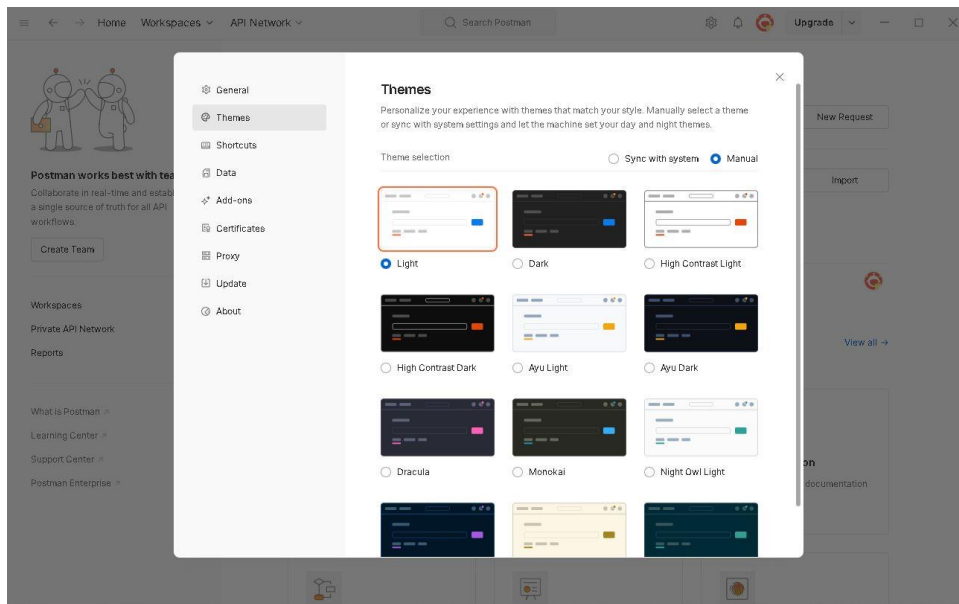 Home Workspaces API Network Search Postman Upgrade
Postman works best with tea
Collaborate in real-time and establ
a single source of truth for all API
workflows.
Create Team
Workspaces
Private API Network
Reports
What is Postman
Learning Center
Support Center
Postman Enterprise
General
Themes
Shortcuts
Data
Add-ons
Certificates
Proxy
Update
About
Themes
Personalize your experience with themes that match your style. Manually select a theme
or sync with system settings and let the machine set your day and night themes.
Theme selection Sync with system Manual
Light Dark High Contrast Light
High Contrast Dark Ayu Light Ayu Dark
Dracula Monokai Night Owl Light
New Request
Import
View all →
on
documentation